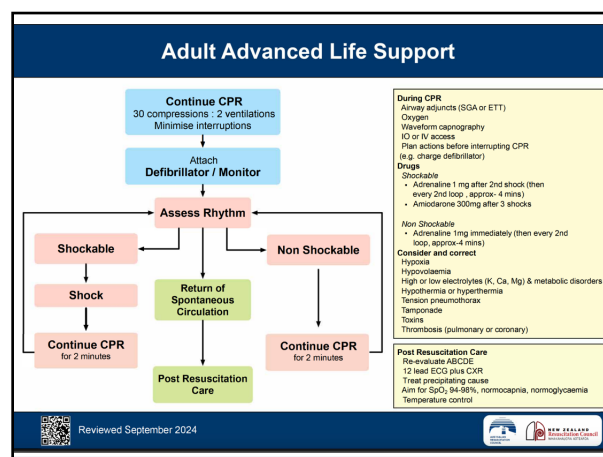 Adult Advanced Life Support
Continue CPR
30 compressions : 2 ventilations
Minimise interruptions
Attach
Defibrillator / Monitor
Assess Rhythm
Shockable
Non Shockable
Shock
Return of
Spontaneous
Circulation
Continue CPR
for 2 minutes
Continue CPR
for 2 minutes
Post Resuscitation
Care
During CPR
Airway adjuncts (SGA or ETT)
Oxygen
Waveform capnography
IO or IV access
Plan actions before interrupting CPR
(e.g. charge defibrillator)
Drugs
Shockable
• Adrenaline 1 mg after 2nd shock (then
every 2nd loop , approx- 4 mins)
• Amiodarone 300mg after 3 shocks
Non Shockable
• Adrenaline 1mg immediately (then every 2nd
loop, approx-4 mins)
Consider and correct
Hypoxia
Hypovolaemia
High or low electrolytes (K, Ca, Mg) & metabolic disorders
Hypothermia or hyperthermia
Tension pneumothorax
Tamponade
Toxins
Thrombosis (pulmonary or coronary)
Post Resuscitation Care
Re-evaluate ABCDE
12 lead ECG plus CXR
Treat precipitating cause
Aim for SpO₂ 94-98%, normocapnia, normoglycaemia
Temperature control
Reviewed September 2024
AUSTRALIAN
RESUSCITATION
COUNCIL
NEW ZEALAND
Resuscitation Council
WHAKAHAUORA AOTEAROA